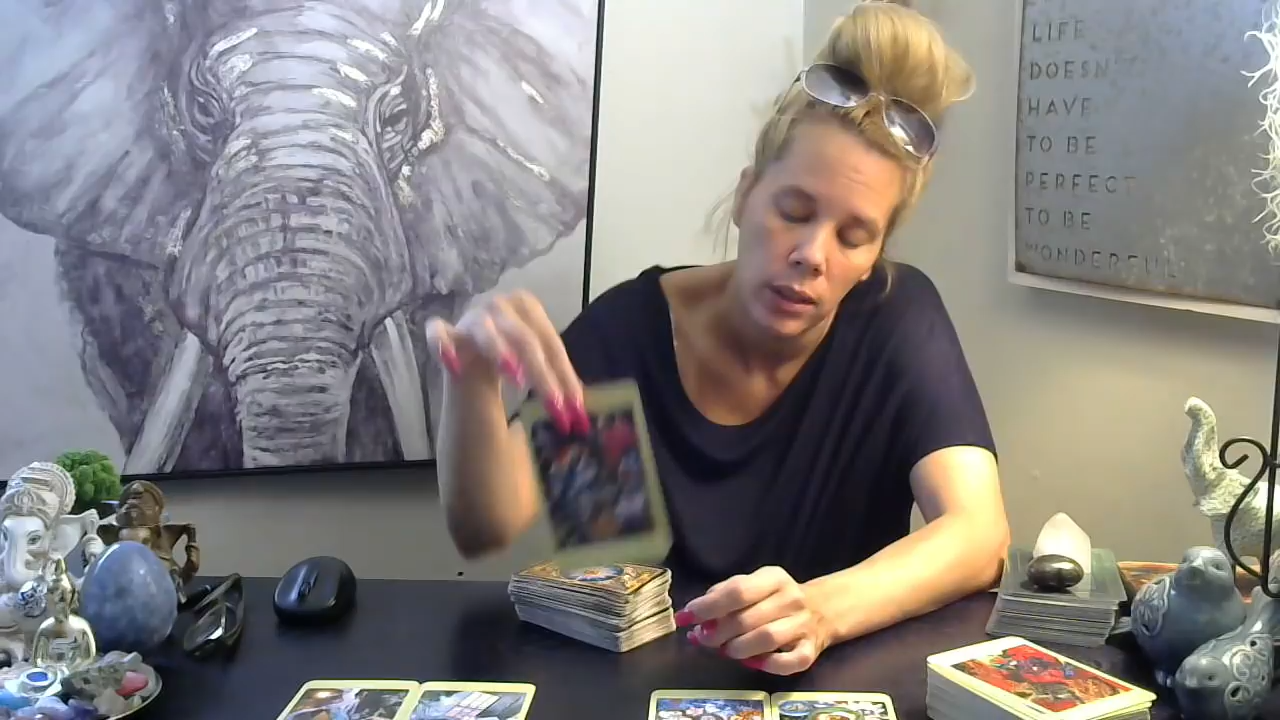 LIFE
DOESN
HAVE
TO BE
PERFECT
TO BE
WONDERFUL